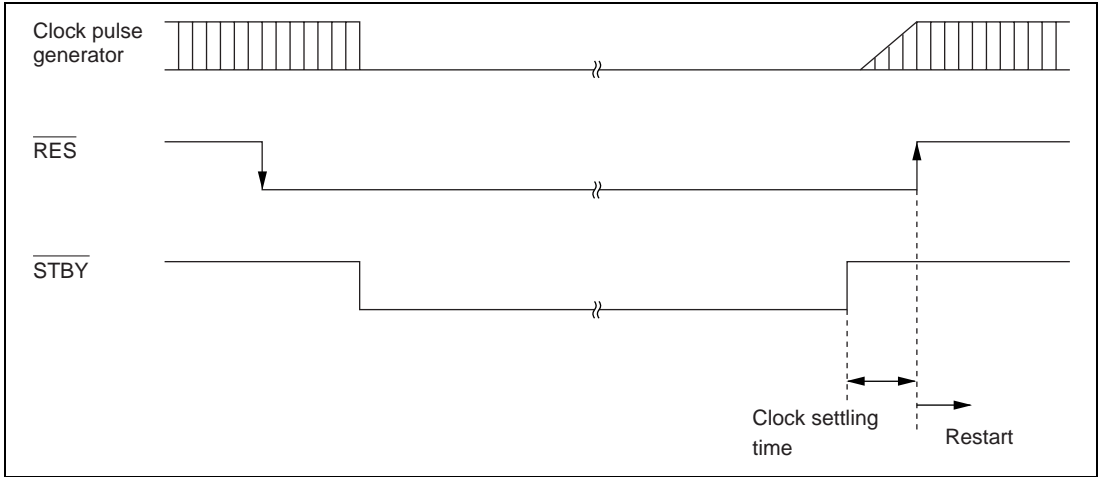 Clock pulse
generator
RES
STBY
Clock settling
time
Restart